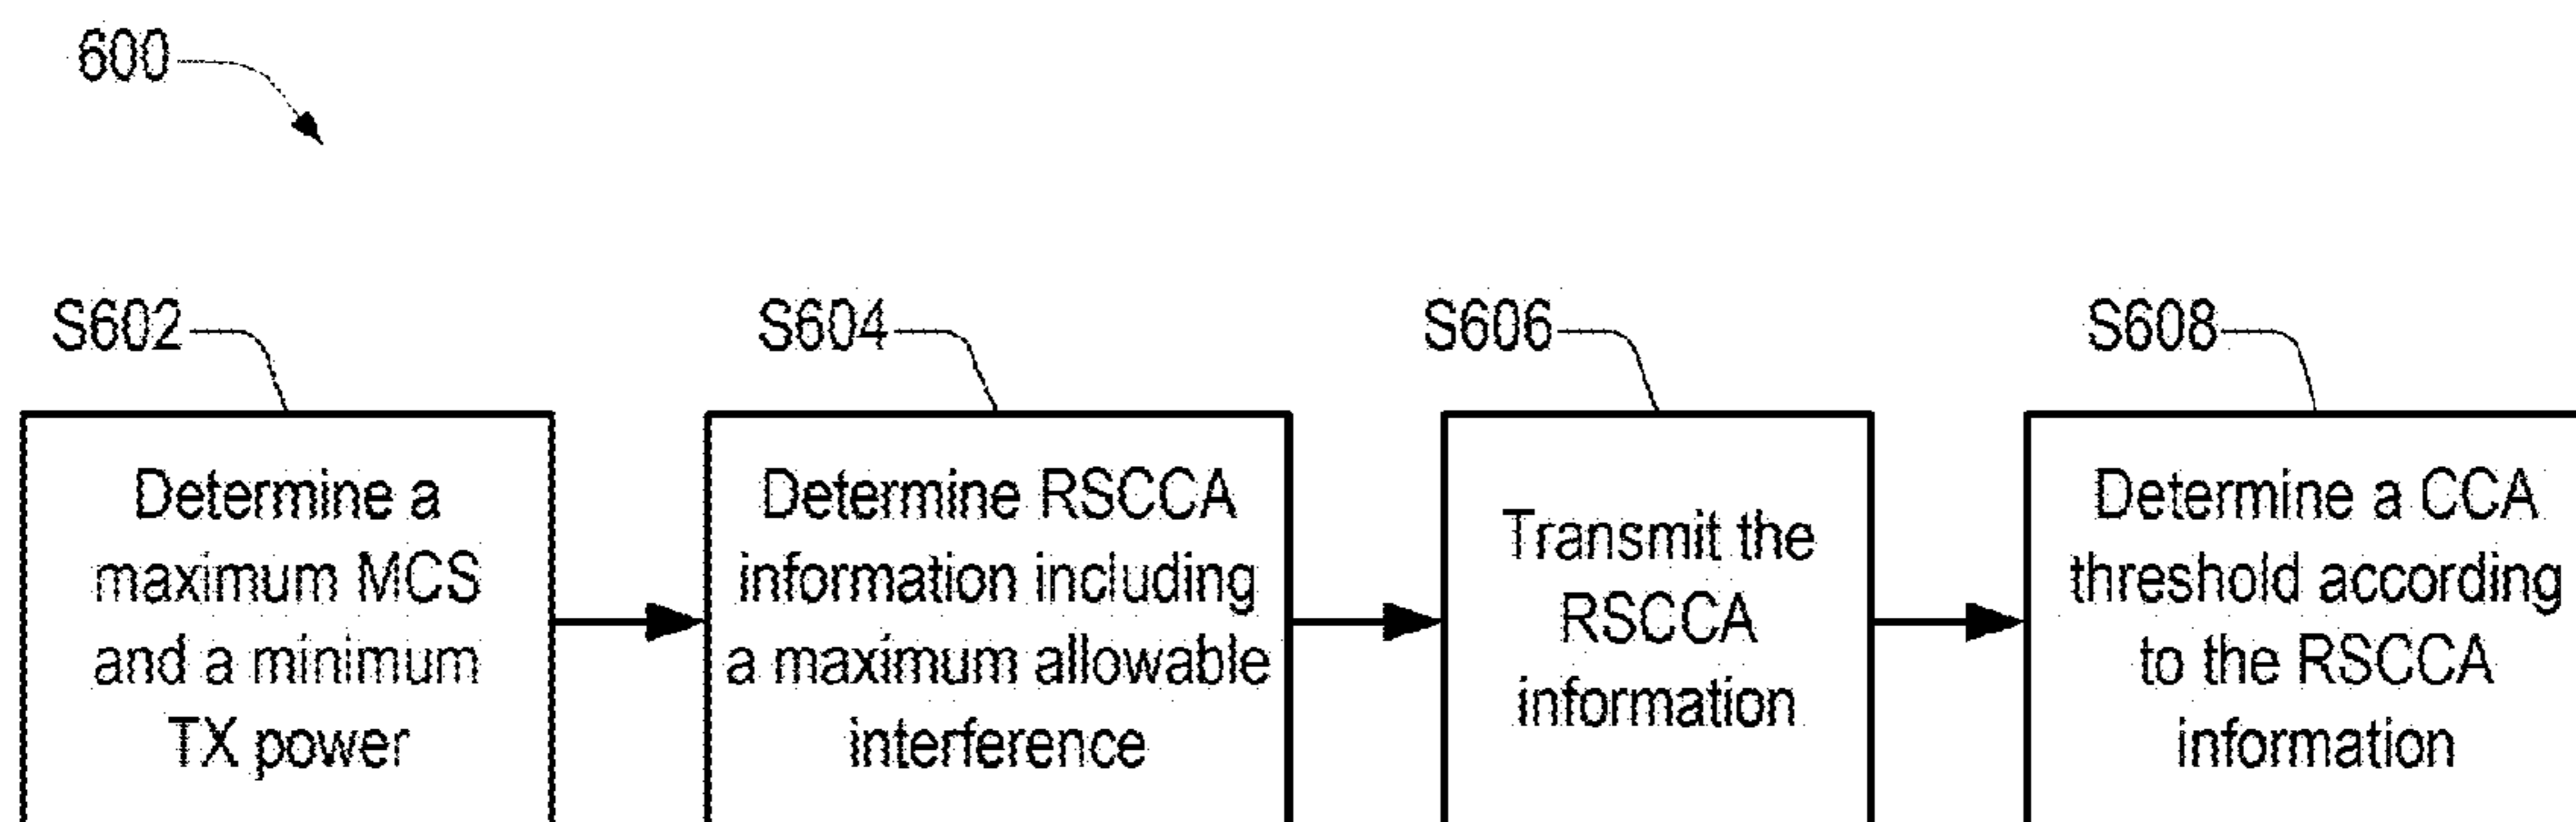 600
S602
S604
S606
S608
Determine a
maximum MCS
and a minimum
TX power
Determine RSCCA
information including
a maximum allowable
interference
Transmit the
RSCCA
information
Determine a CCA
threshold according
to the RSCCA
information